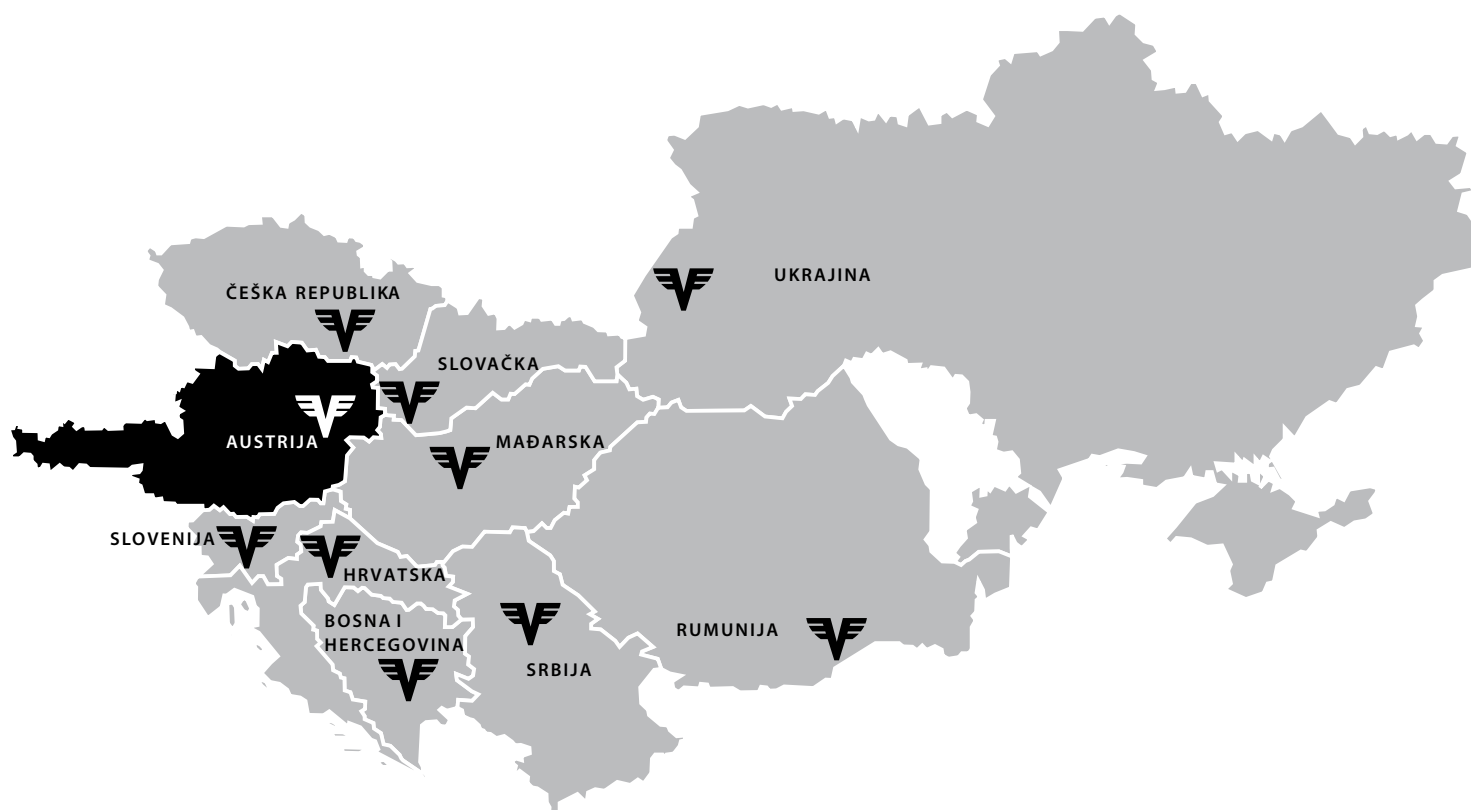 ČEŠKA REPUBLIKA
UKRAJINA
SLOVAČKA
AUSTRIJA
MAĐARSKA
SLOVENIJA
HRVATSKA
BOSNA I
HERCEGOVINA
RUMUNIJA
SRBIJA